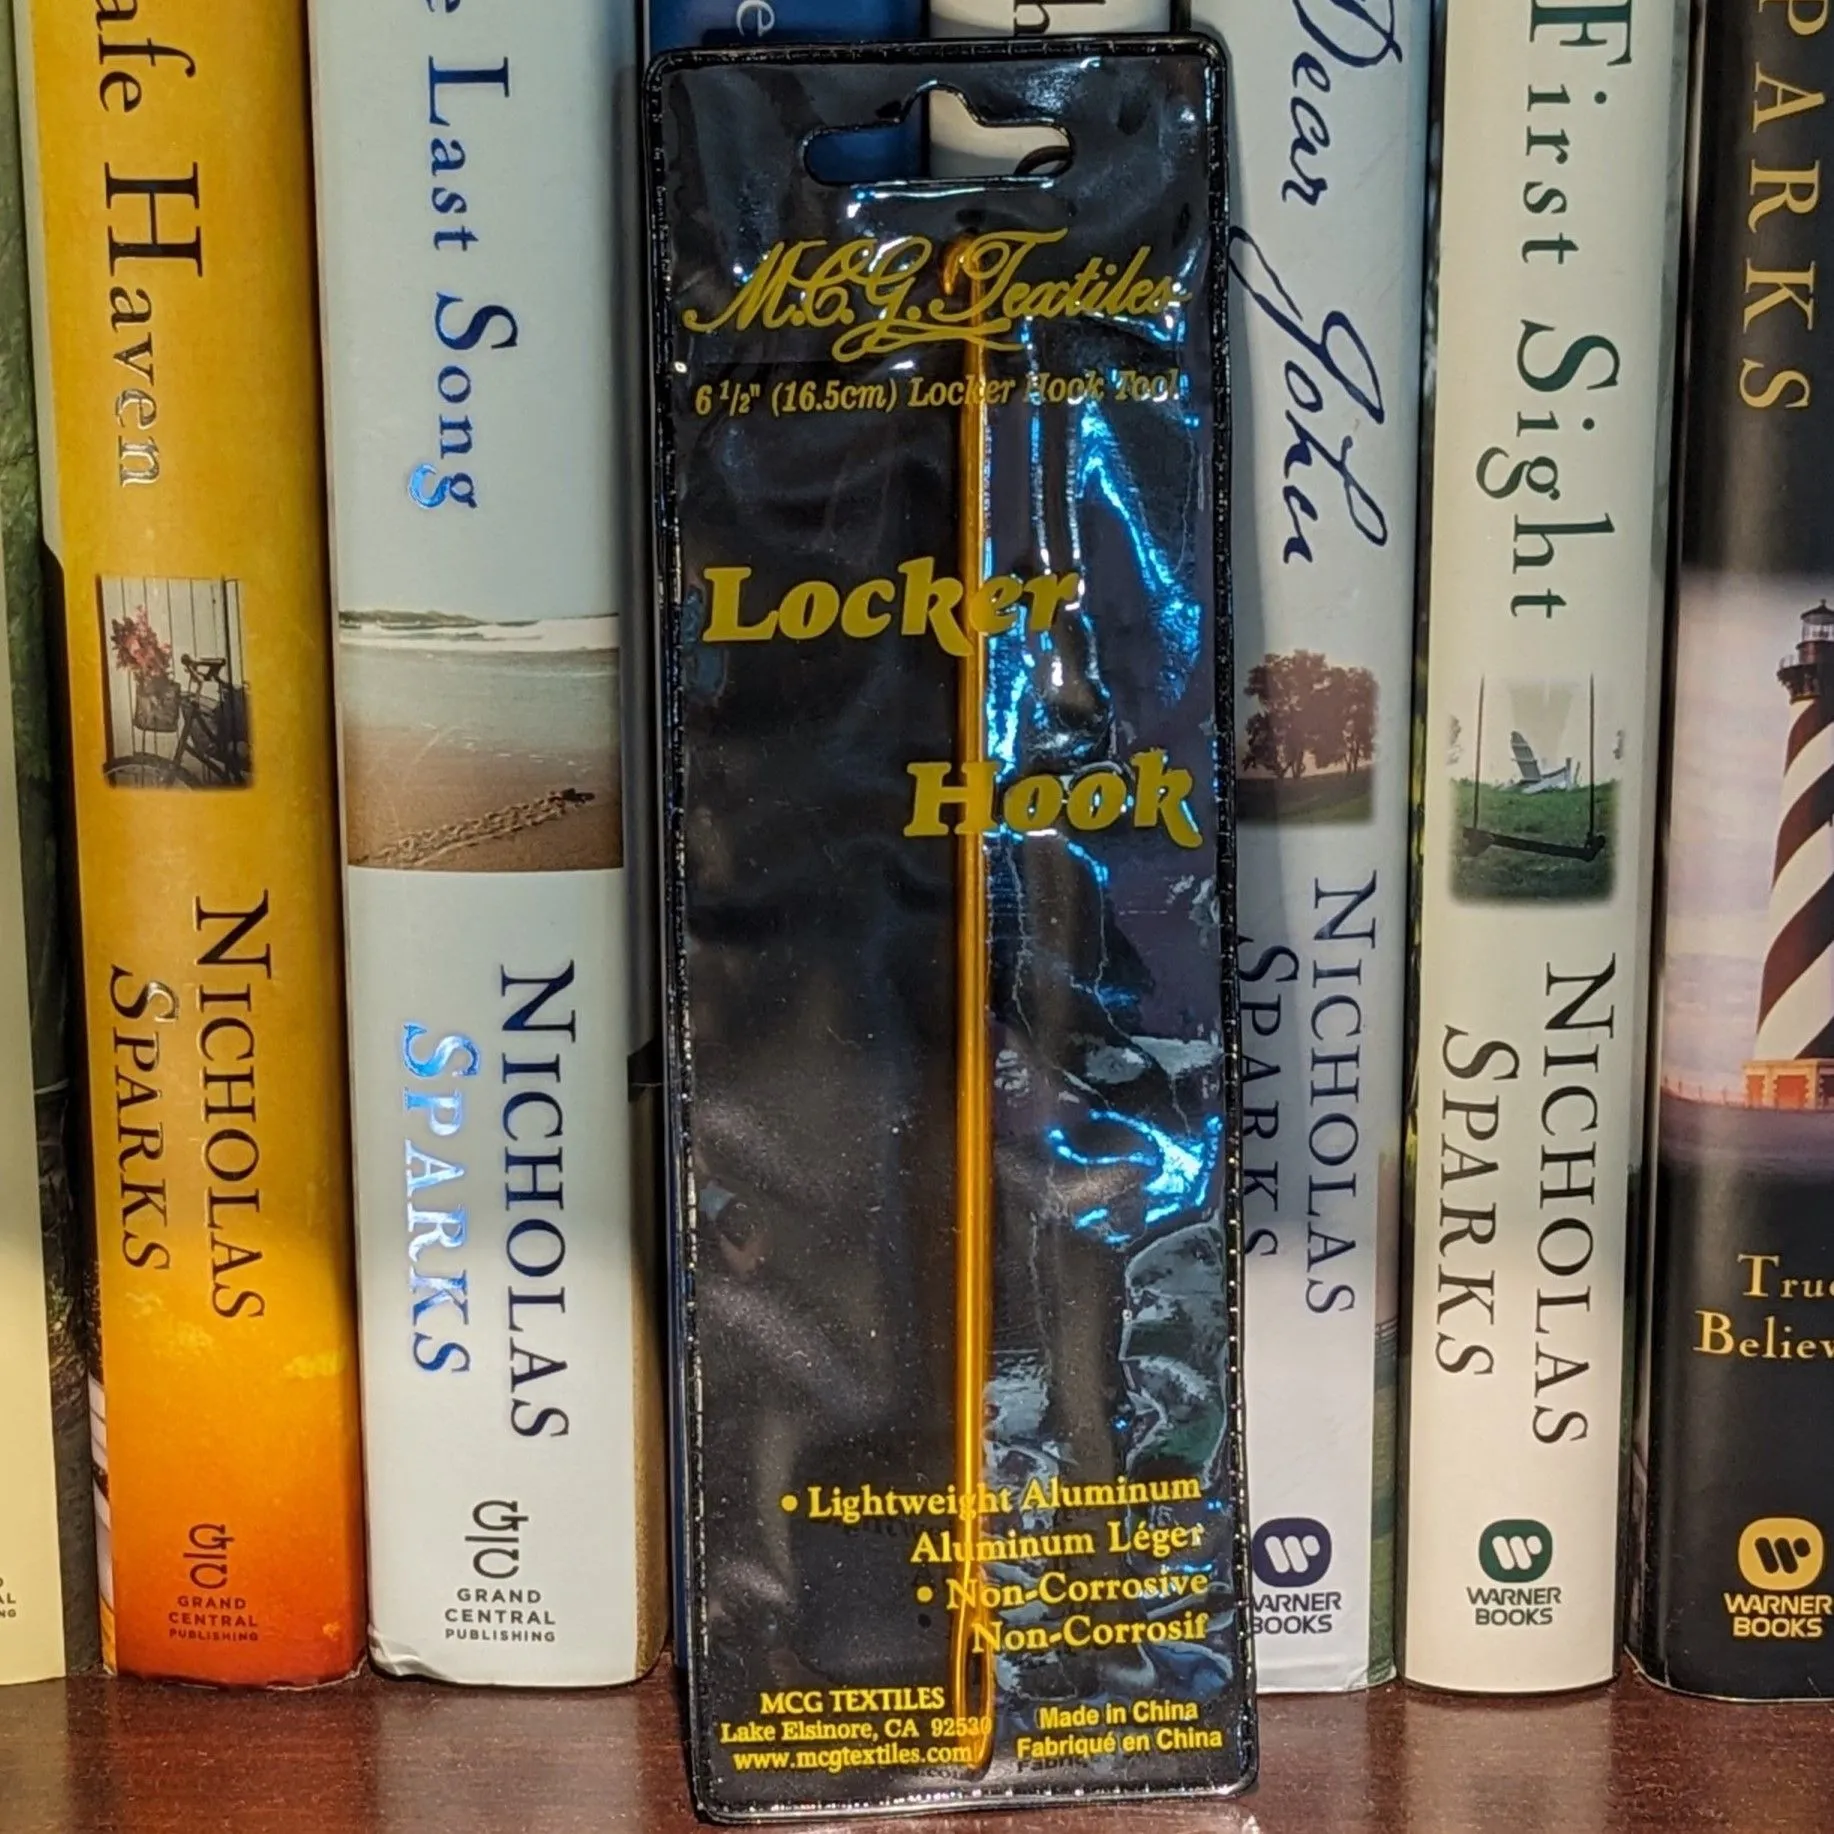 afe Haven
NICHOLAS
SPARKS
GRAND
CENTRAL
PUBLISHING
e Last Song
NICHOLAS
SPARKS
GRAND
CENTRAL
PUBLISHING
e
h
M.C.G. Textiles
6 1/2" (16.5cm) Locker Hook Tool
Locker
Hook
• Lightweight Aluminum
Aluminum Léger
• Non-Corrosive
Non-Corrosif
MCG TEXTILES
Lake Elsinore, CA 92530
www.mcgtextiles.com
Made in China
Fabriqué en China
Dear John
NICHOLAS
SPARKS
WARNER
BOOKS
First Sight
NICHOLAS
SPARKS
WARNER
BOOKS
PARKS
True
Believ
WARNER
BOOKS